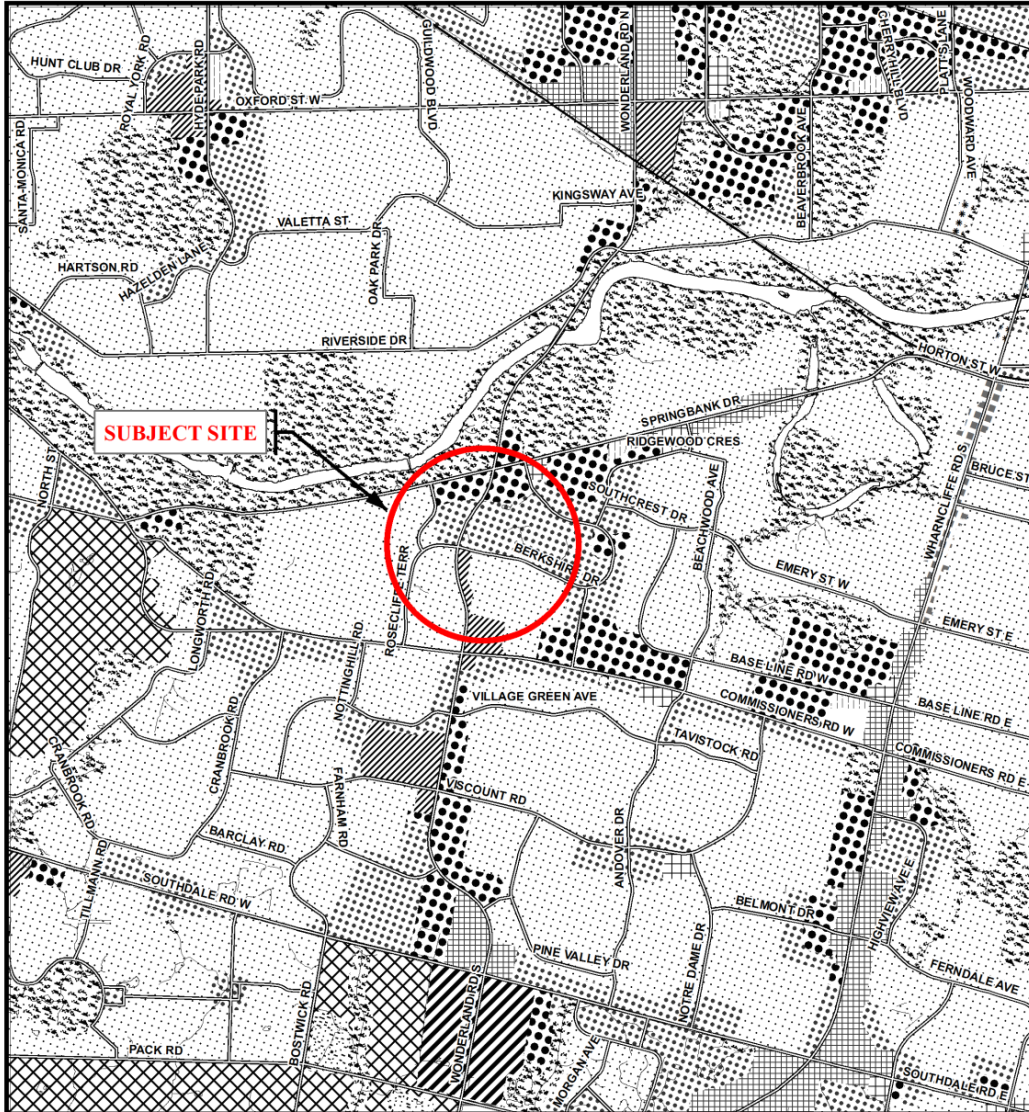 HUNT CLUB DR
ROYAL YORK RD
HYDE PARK RD
GUILDWOOD BLVD
WONDERLAND RD N
CHERRYHILL BLVD
PLATT'S LANE
WOODWARD AVE
OXFORD ST W
SANTA MONICA RD
BEAVERBROOK AVE
KINGSWAY AVE
VALETTA ST
OAK PARK DR
HARTSON RD
HAZELDEN LANE
RIVERSIDE DR
HORTON ST W
SPRINGBANK DR
SUBJECT SITE
RIDGEWOOD CRES
NORTH ST
BRUCE ST
WHARNCLIFFE RD S
SOUTHCREST DR
BEACHWOOD AVE
BERKSHIRE DR
EMERY ST W
ROSECLIFFE TERR
LONGWORTH RD
EMERY ST E
NOTTINGHILL RD
BASE LINE RD W
VILLAGE GREEN AVE
COMMISSIONERS RD W
BASE LINE RD E
CRANBROOK RD
TAVISTOCK RD
COMMISSIONERS RD E
CRANBROOK RD
FARNHAM RD
VISCOUNT RD
BARCLAY RD
ANDOVER DR
TILLMANN RD
SOUTHDALE RD W
BELMONT DR
HIGHVIEW AVE E
PINE VALLEY DR
NOTRE DAME DR
FERNDALE AVE
BOSTWICK RD
WONDERLAND RD S
PACK RD
MORGAN AVE
SOUTHDALE RD E